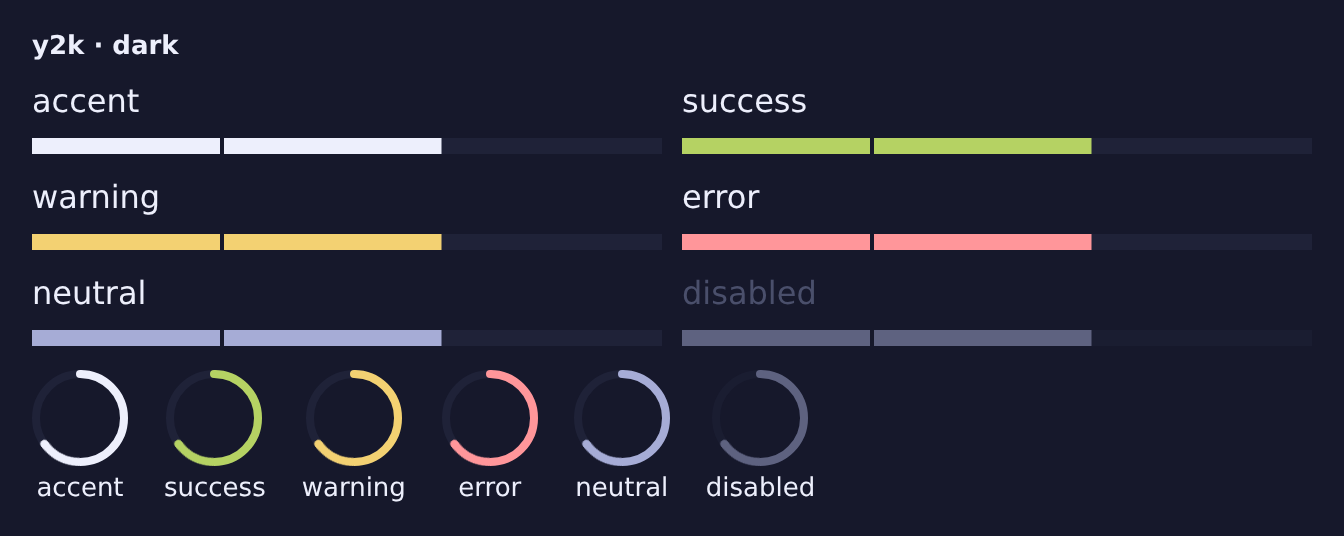 y2k · dark
accent success
warning error
neutral disabled
accent success warning error neutral disabled